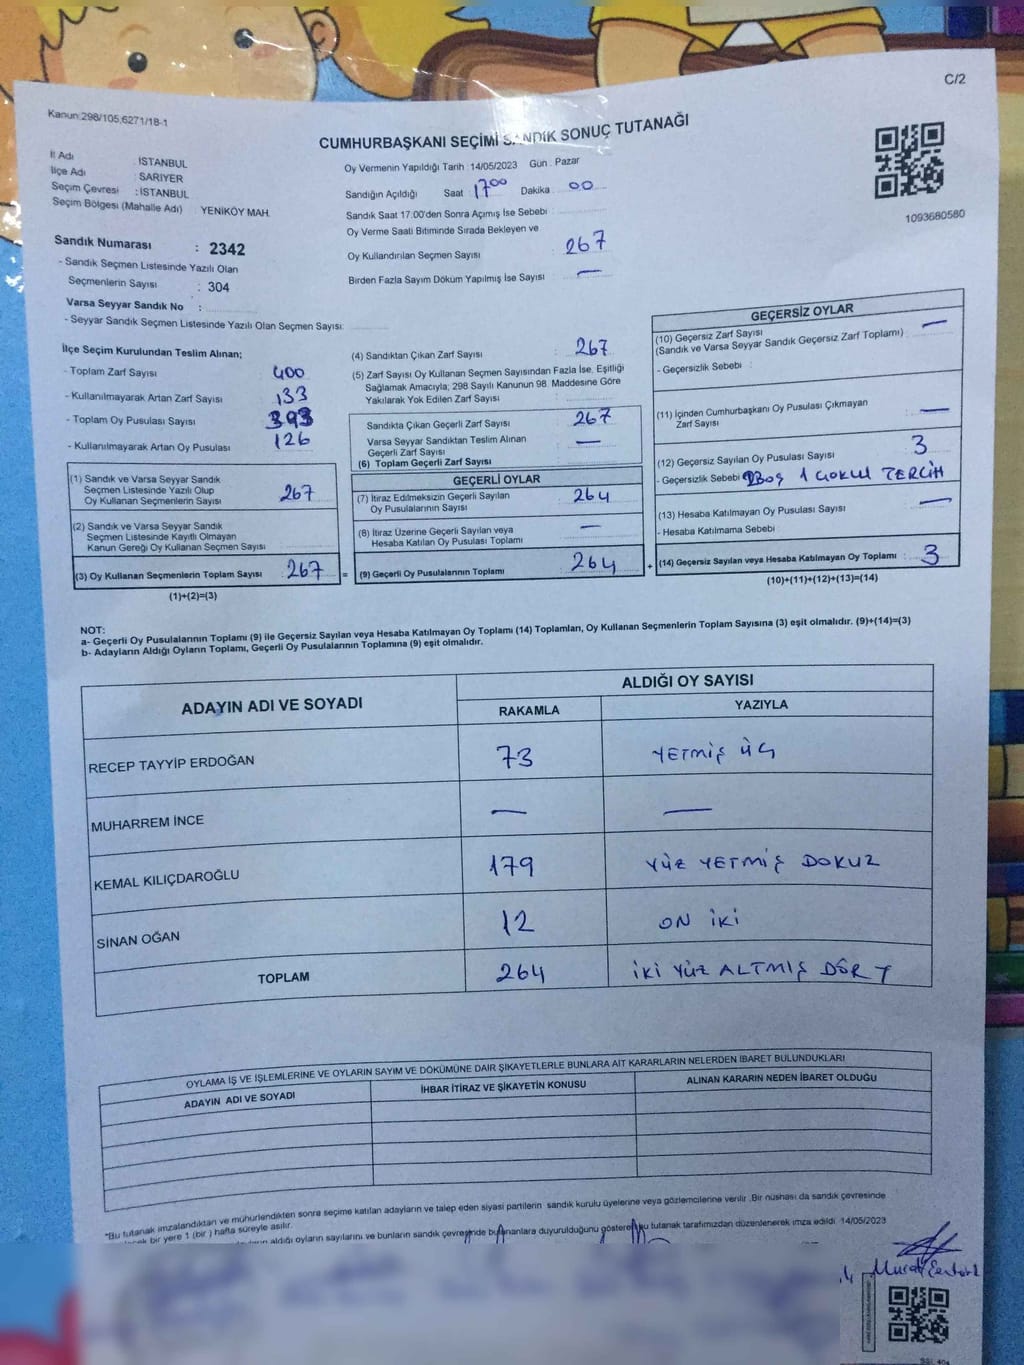 C/2
Kanun:298/105,6271/18-1
CUMHURBAŞKANI SEÇİMİ SANDIK SONUÇ TUTANAĞI
İl Adı : İSTANBUL
İlçe Adı : SARIYER
Seçim Çevresi : İSTANBUL
Seçim Bölgesi (Mahalle Adı) : YENİKÖY MAH.
Oy Vermenin Yapıldığı Tarih : 14/05/2023 Gün : Pazar
Sandığın Açıldığı Saat 17 00 Dakika 00
Sandık Saat 17.00'den Sonra Açımış İse Sebebi
Oy Verme Saati Bitiminde Sırada Bekleyen ve
Oy Kullandırılan Seçmen Sayısı 267
Birden Fazla Sayım Döküm Yapılmış İse Sayısı —
1093680580
Sandık Numarası : 2342
- Sandık Seçmen Listesinde Yazılı Olan
Seçmenlerin Sayısı : 304
Varsa Seyyar Sandık No :
- Seyyar Sandık Seçmen Listesinde Yazılı Olan Seçmen Sayısı:
İlçe Seçim Kurulundan Teslim Alınan;
- Toplam Zarf Sayısı 400
- Kullanılmayarak Artan Zarf Sayısı 133
- Toplam Oy Pusulası Sayısı 393
- Kullanılmayarak Artan Oy Pusulası 126
(1) Sandık ve Varsa Seyyar Sandık
Seçmen Listesinde Yazılı Olup
Oy Kullanan Seçmenlerin Sayısı 267
(2) Sandık ve Varsa Seyyar Sandık
Seçmen Listesinde Kayıtlı Olmayan
Kanun Gereği Oy Kullanan Seçmen Sayısı
(3) Oy Kullanan Seçmenlerin Toplam Sayısı 267 =
(1)+(2)=(3)
(4) Sandıktan Çıkan Zarf Sayısı : 267
(5) Zarf Sayısı Oy Kullanan Seçmen Sayısından Fazla İse, Eşitliği
Sağlamak Amacıyla; 298 Sayılı Kanunun 98. Maddesine Göre
Yakılarak Yok Edilen Zarf Sayısı
Sandıkta Çıkan Geçerli Zarf Sayısı 267
Varsa Seyyar Sandıktan Teslim Alınan
Geçerli Zarf Sayısı —
(6) Toplam Geçerli Zarf Sayısı
GEÇERLİ OYLAR
(7) İtiraz Edilmeksizin Geçerli Sayılan
Oy Pusulalarının Sayısı 264
(8) İtiraz Üzerine Geçerli Sayılan veya
Hesaba Katılan Oy Pusulası Toplamı —
(9) Geçerli Oy Pusulalarının Toplamı 264 +
GEÇERSİZ OYLAR
(10) Geçersiz Zarf Sayısı
(Sandık ve Varsa Seyyar Sandık Geçersiz Zarf Toplamı) —
- Geçersizlik Sebebi :
(11) İçinden Cumhurbaşkanı Oy Pusulası Çıkmayan
Zarf Sayısı —
(12) Geçersiz Sayılan Oy Pusulası Sayısı 3
- Geçersizlik Sebebi 2BOŞ 1 ÇOKLU TERCİH
(13) Hesaba Katılmayan Oy Pusulası Sayısı —
- Hesaba Katılmama Sebebi
(14) Geçersiz Sayılan veya Hesaba Katılmayan Oy Toplamı : 3
(10)+(11)+(12)+(13)=(14)
NOT:
a- Geçerli Oy Pusulalarının Toplamı (9) ile Geçersiz Sayılan veya Hesaba Katılmayan Oy Toplamı (14) Toplamları, Oy Kullanan Seçmenlerin Toplam Sayısına (3) eşit olmalıdır. (9)+(14)=(3)
b- Adayların Aldığı Oyların Toplamı, Geçerli Oy Pusulalarının Toplamına (9) eşit olmalıdır.
ADAYIN ADI VE SOYADI ALDIĞI OY SAYISI
RAKAMLA YAZIYLA
RECEP TAYYİP ERDOĞAN 73 YETMİŞ ÜÇ
MUHARREM İNCE — —
KEMAL KILIÇDAROĞLU 179 YÜZ YETMİŞ DOKUZ
SİNAN OĞAN 12 ON İKİ
TOPLAM 264 İKİ YÜZ ALTMIŞ DÖRT
OYLAMA İŞ VE İŞLEMLERİNE VE OYLARIN SAYIM VE DÖKÜMÜNE DAİR ŞİKAYETLERLE BUNLARA AİT KARARLARIN NELERDEN İBARET BULUNDUKLARI
ADAYIN ADI VE SOYADI İHBAR İTİRAZ VE ŞİKAYETİN KONUSU ALINAN KARARIN NEDEN İBARET OLDUĞU
*Bu tutanak imzalandıktan ve mühürlendikten sonra seçime katılan adayların ve talep eden siyasi partilerin sandık kurulu üyelerine veya gözlemcilerine verilir. Bir nüshası da sandık çevresinde
bir yere 1 (bir) hafta süreyle asılır.
aldığı oyların sayılarını ve bunların sandık çevresinde bulunanlara duyurulduğunu gösteren bu tutanak tarafımızdan düzenlenerek imza edildi. 14/05/2023
Murat